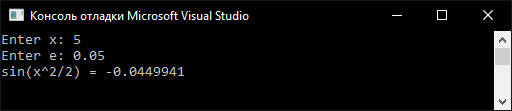 Консоль отладки Microsoft Visual Studio
Enter x: 5
Enter e: 0.05
sin(x^2/2) = -0.0449941